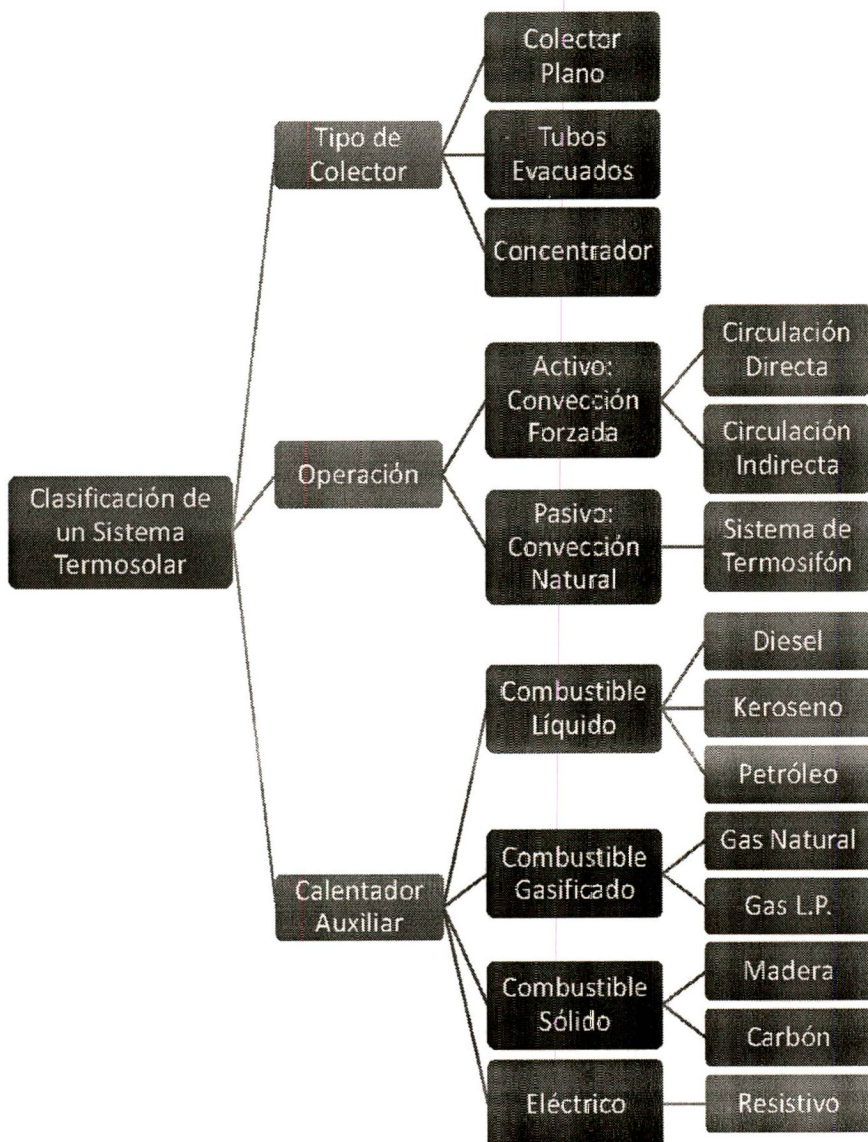 Clasificación de
un Sistema
Termosolar
Tipo de
Colector
Colector
Plano
Tubos
Evacuados
Concentrador
Operación
Activo:
Convección
Forzada
Circulación
Directa
Circulación
Indirecta
Pasivo:
Convección
Natural
Sistema de
Termosifón
Calentador
Auxiliar
Combustible
Líquido
Diesel
Keroseno
Petróleo
Combustible
Gasificado
Gas Natural
Gas L.P.
Combustible
Sólido
Madera
Carbón
Eléctrico
Resistivo